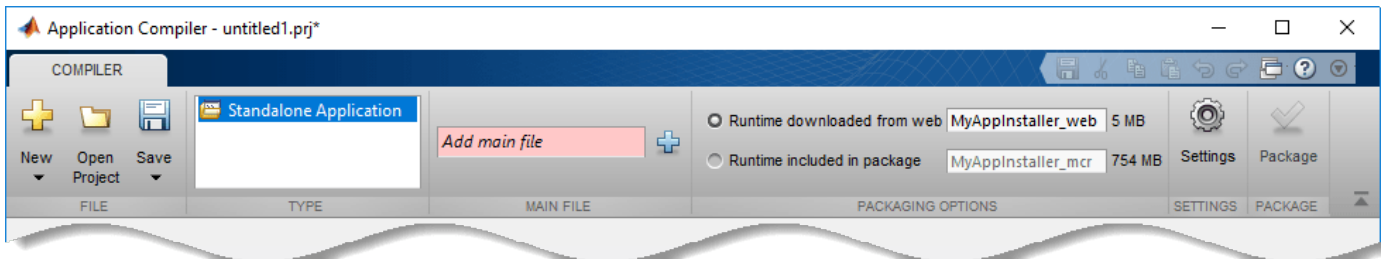 Application Compiler - untitled1.prj*
COMPILER
New
Open
Project
Save
FILE
Standalone Application
TYPE
Add main file
MAIN FILE
Runtime downloaded from web MyAppInstaller_web 5 MB
Runtime included in package MyAppInstaller_mcr 754 MB
PACKAGING OPTIONS
Settings
SETTINGS
Package
PACKAGE